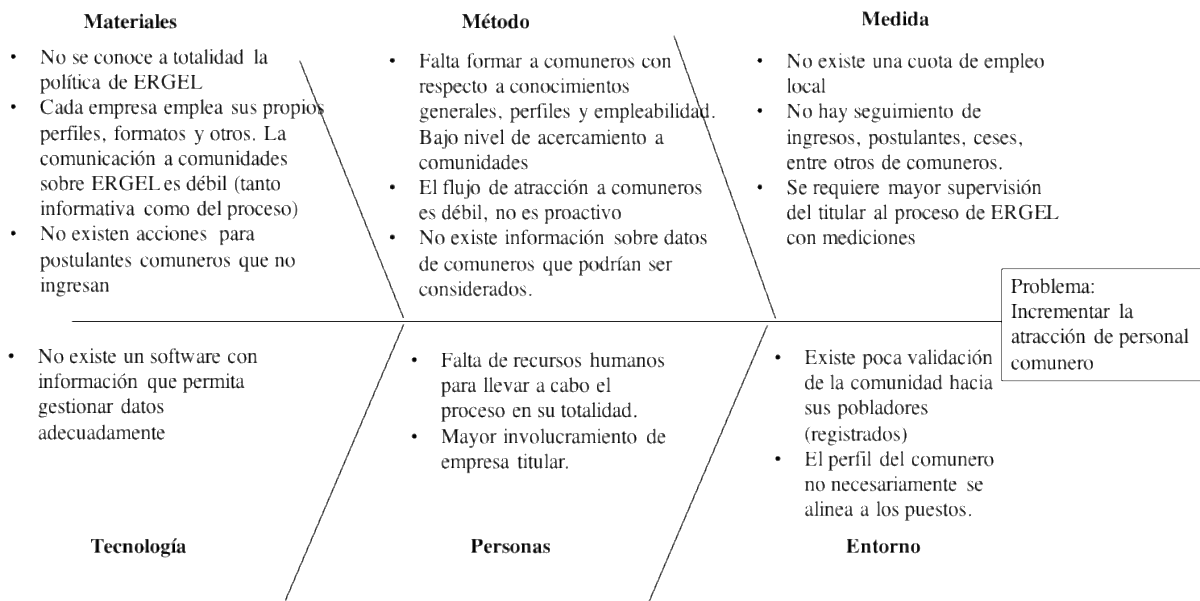 Materiales
• No se conoce a totalidad la
política de ERGEL
• Cada empresa emplea sus propios
perfiles, formatos y otros. La
comunicación a comunidades
sobre ERGEL es débil (tanto
informativa como del proceso)
• No existen acciones para
postulantes comuneros que no
ingresan
Método
• Falta formar a comuneros con
respecto a conocimientos
generales, perfiles y empleabilidad.
Bajo nivel de acercamiento a
comunidades
• El flujo de atracción a comuneros
es débil, no es proactivo
• No existe información sobre datos
de comuneros que podrían ser
considerados.
Medida
• No existe una cuota de empleo
local
• No hay seguimiento de
ingresos, postulantes, ceses,
entre otros de comuneros.
• Se requiere mayor supervisión
del titular al proceso de ERGEL
con mediciones
Problema:
Incrementar la
atracción de personal
comunero
• No existe un software con
información que permita
gestionar datos
adecuadamente
Tecnología
• Falta de recursos humanos
para llevar a cabo el
proceso en su totalidad.
• Mayor involucramiento de
empresa titular.
Personas
• Existe poca validación
de la comunidad hacia
sus pobladores
(registrados)
• El perfil del comunero
no necesariamente se
alinea a los puestos.
Entorno